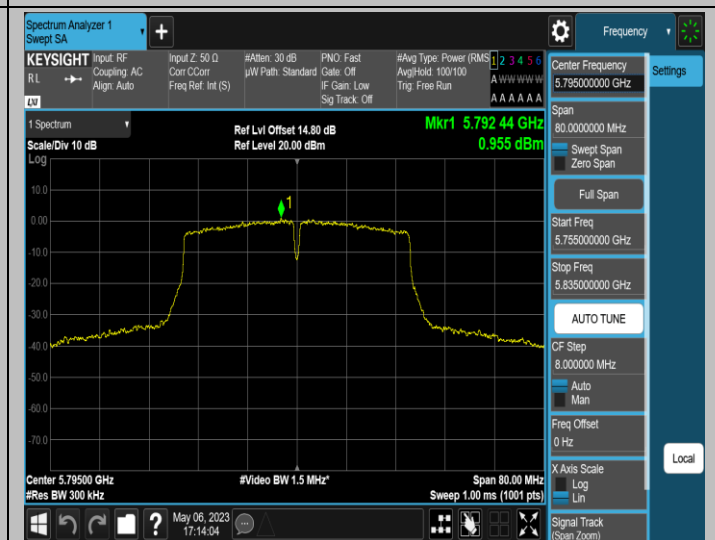 Spectrum Analyzer 1
Swept SA
+
Frequency
KEYSIGHT
RL
LXI
Input: RF
Coupling: AC
Align: Auto
Input Z: 50 Ω
Corr CCorr
Freq Ref: Int (S)
#Atten: 30 dB
µW Path: Standard
PNO: Fast
Gate: Off
IF Gain: Low
Sig Track: Off
#Avg Type: Power (RMS
Avg|Hold: 100/100
Trig: Free Run
1 2 3 4 5 6
A W W W W W
A A A A A A
1 Spectrum
Scale/Div 10 dB
Log
Ref Lvl Offset 14.80 dB
Ref Level 20.00 dBm
Mkr1 5.792 44 GHz
0.955 dBm
10.0
0.00
-10.0
-20.0
-30.0
-40.0
-50.0
-60.0
-70.0
1
Center 5.79500 GHz
#Res BW 300 kHz
#Video BW 1.5 MHz*
Span 80.00 MHz
Sweep 1.00 ms (1001 pts)
Center Frequency
5.795000000 GHz
Settings
Span
80.0000000 MHz
Swept Span
Zero Span
Full Span
Start Freq
5.755000000 GHz
Stop Freq
5.835000000 GHz
AUTO TUNE
CF Step
8.000000 MHz
Auto
Man
Freq Offset
0 Hz
X Axis Scale
Log
Lin
Local
Signal Track
(Span Zoom)
?
May 06, 2023
17:14:04